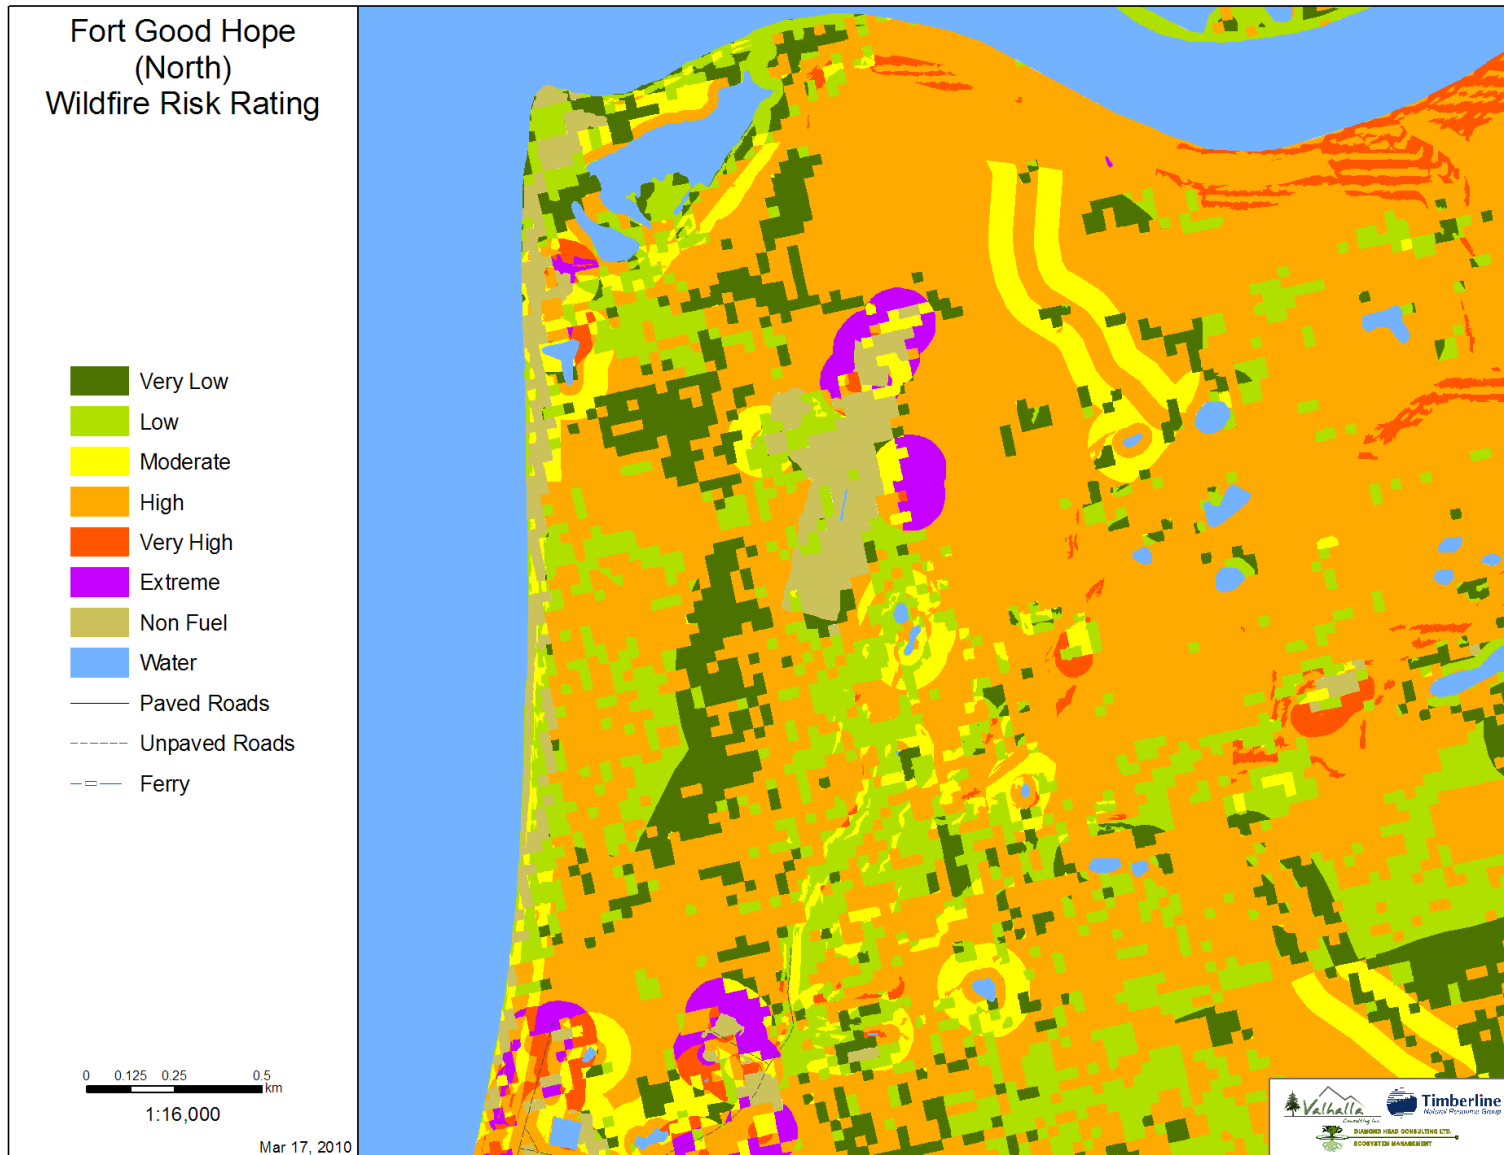 Fort Good Hope
(North)
Wildfire Risk Rating
Very Low
Low
Moderate
High
Very High
Extreme
Non Fuel
Water
Paved Roads
Unpaved Roads
Ferry
0 0.125 0.25 0.5
km
1:16,000
Mar 17, 2010
Valhalla
Consulting Inc.
Timberline
Natural Resource Group
DIAMOND HEAD CONSULTING LTD.
ECOSYSTEM MANAGEMENT